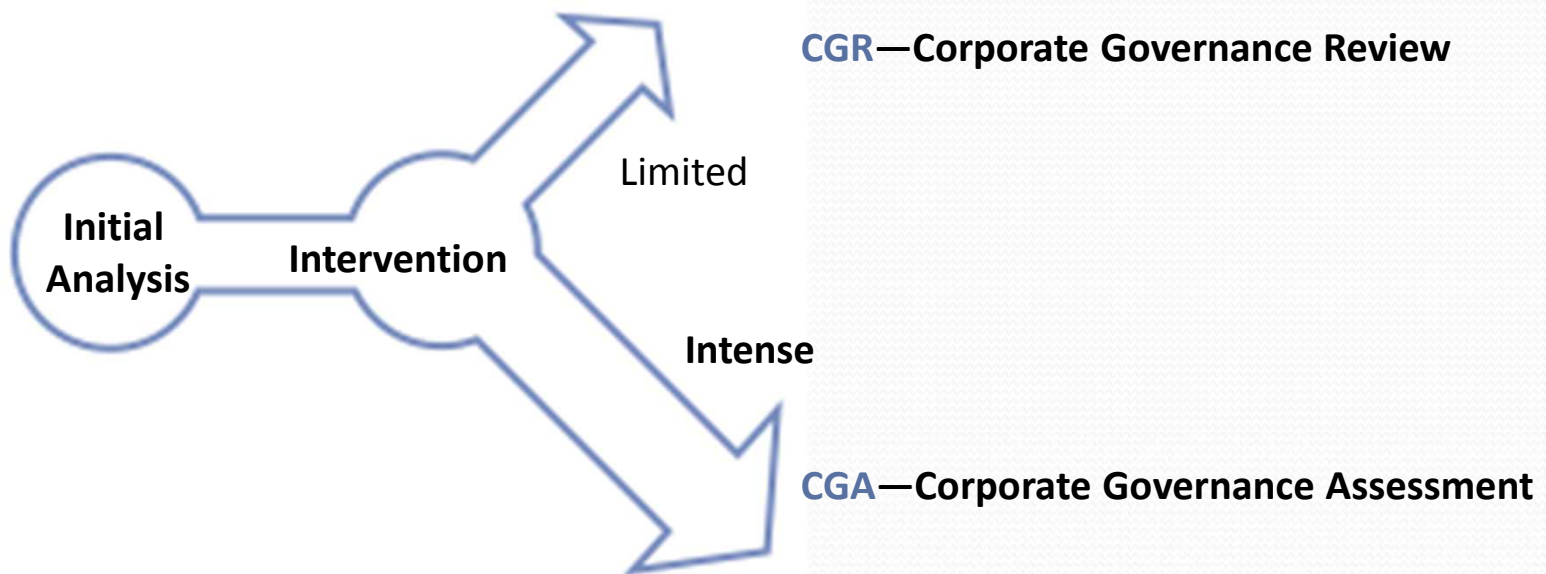 CGR—Corporate Governance Review
Limited
Initial
Analysis
Intervention
Intense
CGA—Corporate Governance Assessment